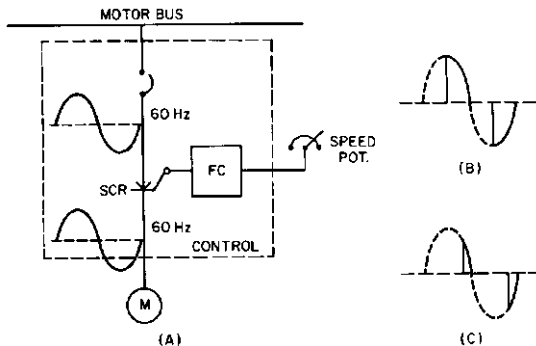 MOTOR BUS
60 Hz
SPEED
POT.
FC
SCR
60 Hz
CONTROL
M
(A)
(B)
(C)